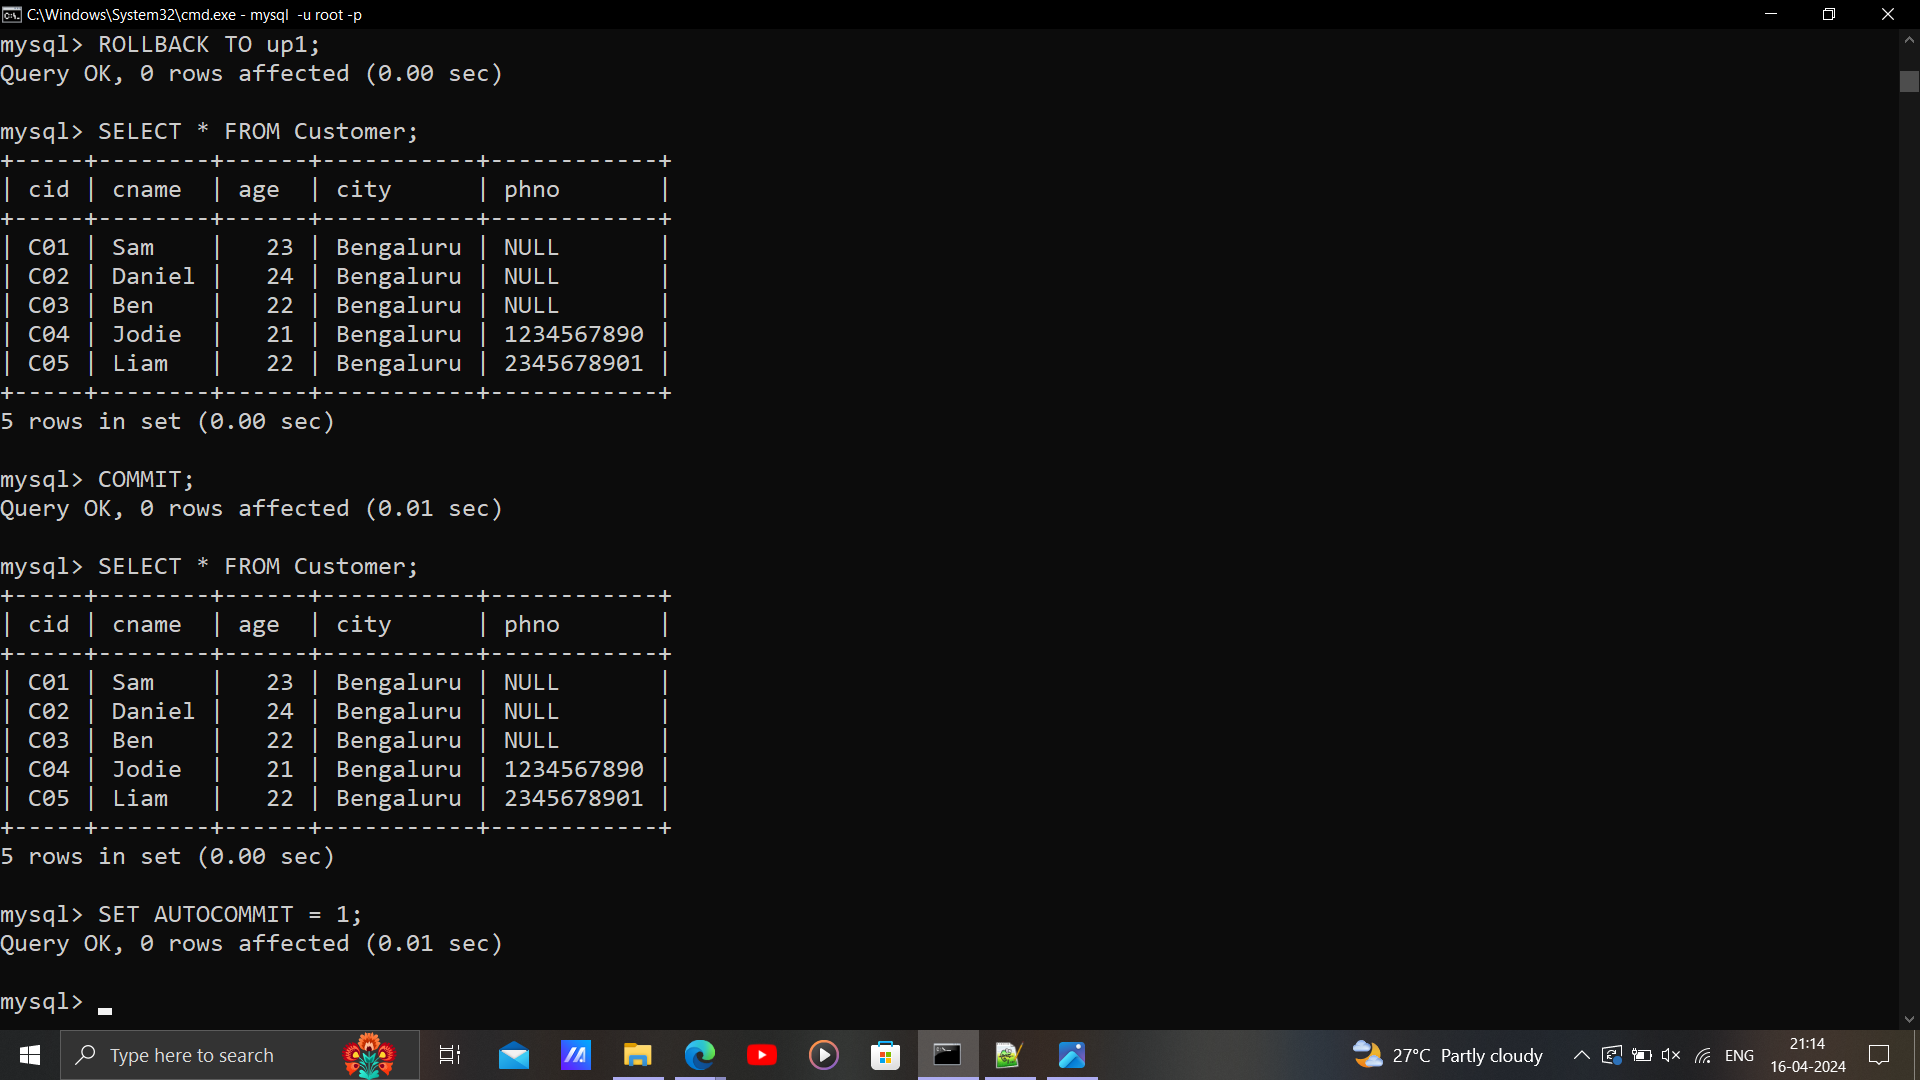 C:\Windows\System32\cmd.exe - mysql  -u root -p
mysql> ROLLBACK TO up1;
Query OK, 0 rows affected (0.00 sec)
mysql> SELECT * FROM Customer;
+-----+--------+------+-----------+------------+
| cid | cname  | age  | city      | phno       |
+-----+--------+------+-----------+------------+
| C01 | Sam    |   23 | Bengaluru | NULL       |
| C02 | Daniel |   24 | Bengaluru | NULL       |
| C03 | Ben    |   22 | Bengaluru | NULL       |
| C04 | Jodie  |   21 | Bengaluru | 1234567890 |
| C05 | Liam   |   22 | Bengaluru | 2345678901 |
+-----+--------+------+-----------+------------+
5 rows in set (0.00 sec)
mysql> COMMIT;
Query OK, 0 rows affected (0.01 sec)
mysql> SELECT * FROM Customer;
+-----+--------+------+-----------+------------+
| cid | cname  | age  | city      | phno       |
+-----+--------+------+-----------+------------+
| C01 | Sam    |   23 | Bengaluru | NULL       |
| C02 | Daniel |   24 | Bengaluru | NULL       |
| C03 | Ben    |   22 | Bengaluru | NULL       |
| C04 | Jodie  |   21 | Bengaluru | 1234567890 |
| C05 | Liam   |   22 | Bengaluru | 2345678901 |
+-----+--------+------+-----------+------------+
5 rows in set (0.00 sec)
mysql> SET AUTOCOMMIT = 1;
Query OK, 0 rows affected (0.01 sec)
mysql> _
Type here to search
27°C Partly cloudy
ENG
21:14
16-04-2024